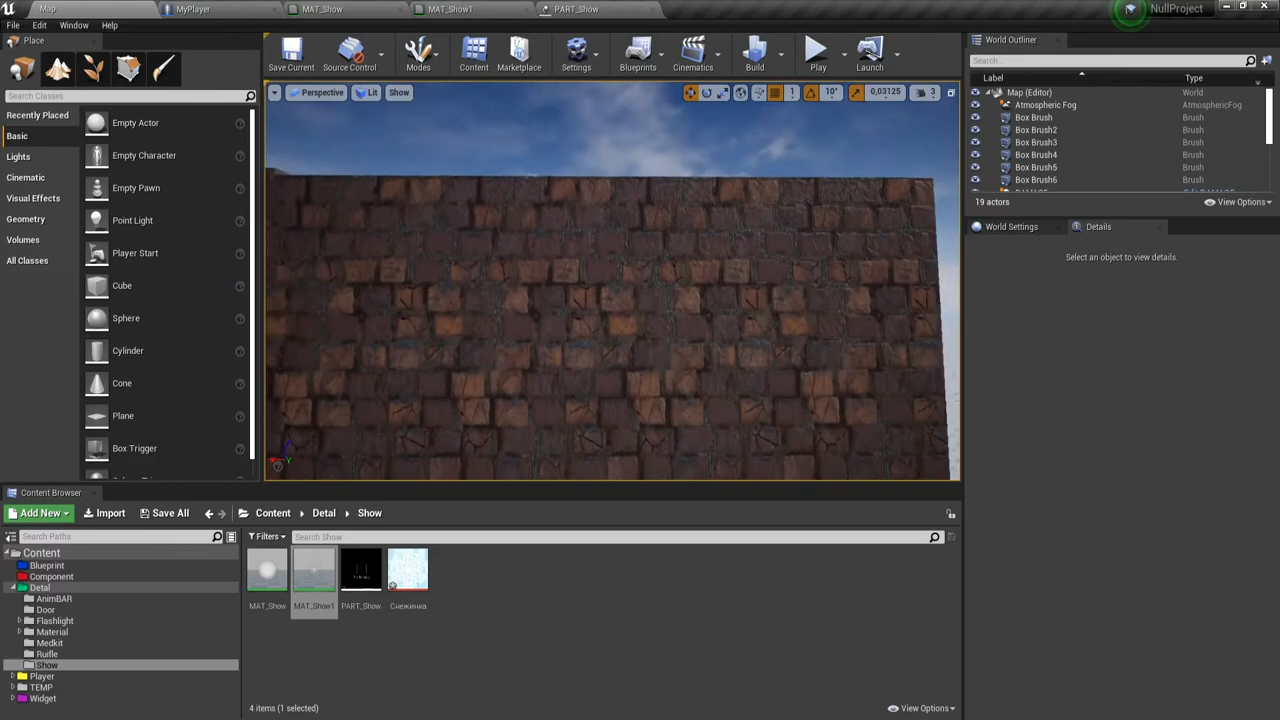 Map
MyPlayer
MAT_Show
MAT_Show1
PART_Show
NullProject
File
Edit
Window
Help
Place
Search Classes
Recently Placed
Basic
Lights
Cinematic
Visual Effects
Geometry
Volumes
All Classes
Empty Actor
Empty Character
Empty Pawn
Point Light
Player Start
Cube
Sphere
Cylinder
Cone
Plane
Box Trigger
Save Current
Source Control
Modes
Content
Marketplace
Settings
Blueprints
Cinematics
Build
Play
Launch
Perspective
Lit
Show
1
10°
0,03125
3
World Outliner
Search...
Label
Type
Map (Editor)
World
Atmospheric Fog
AtmosphericFog
Box Brush
Brush
Box Brush2
Brush
Box Brush3
Brush
Box Brush4
Brush
Box Brush5
Brush
Box Brush6
Brush
19 actors
View Options
World Settings
Details
Select an object to view details.
Content Browser
Add New
Import
Save All
Content
Detal
Show
Search Paths
Content
Blueprint
Component
Detal
AnimBAR
Door
Flashlight
Material
Medkit
Ruifle
Show
Player
TEMP
Widget
Filters
Search Show
MAT_Show
MAT_Show1
PART_Show
Снежинка
4 items (1 selected)
View Options